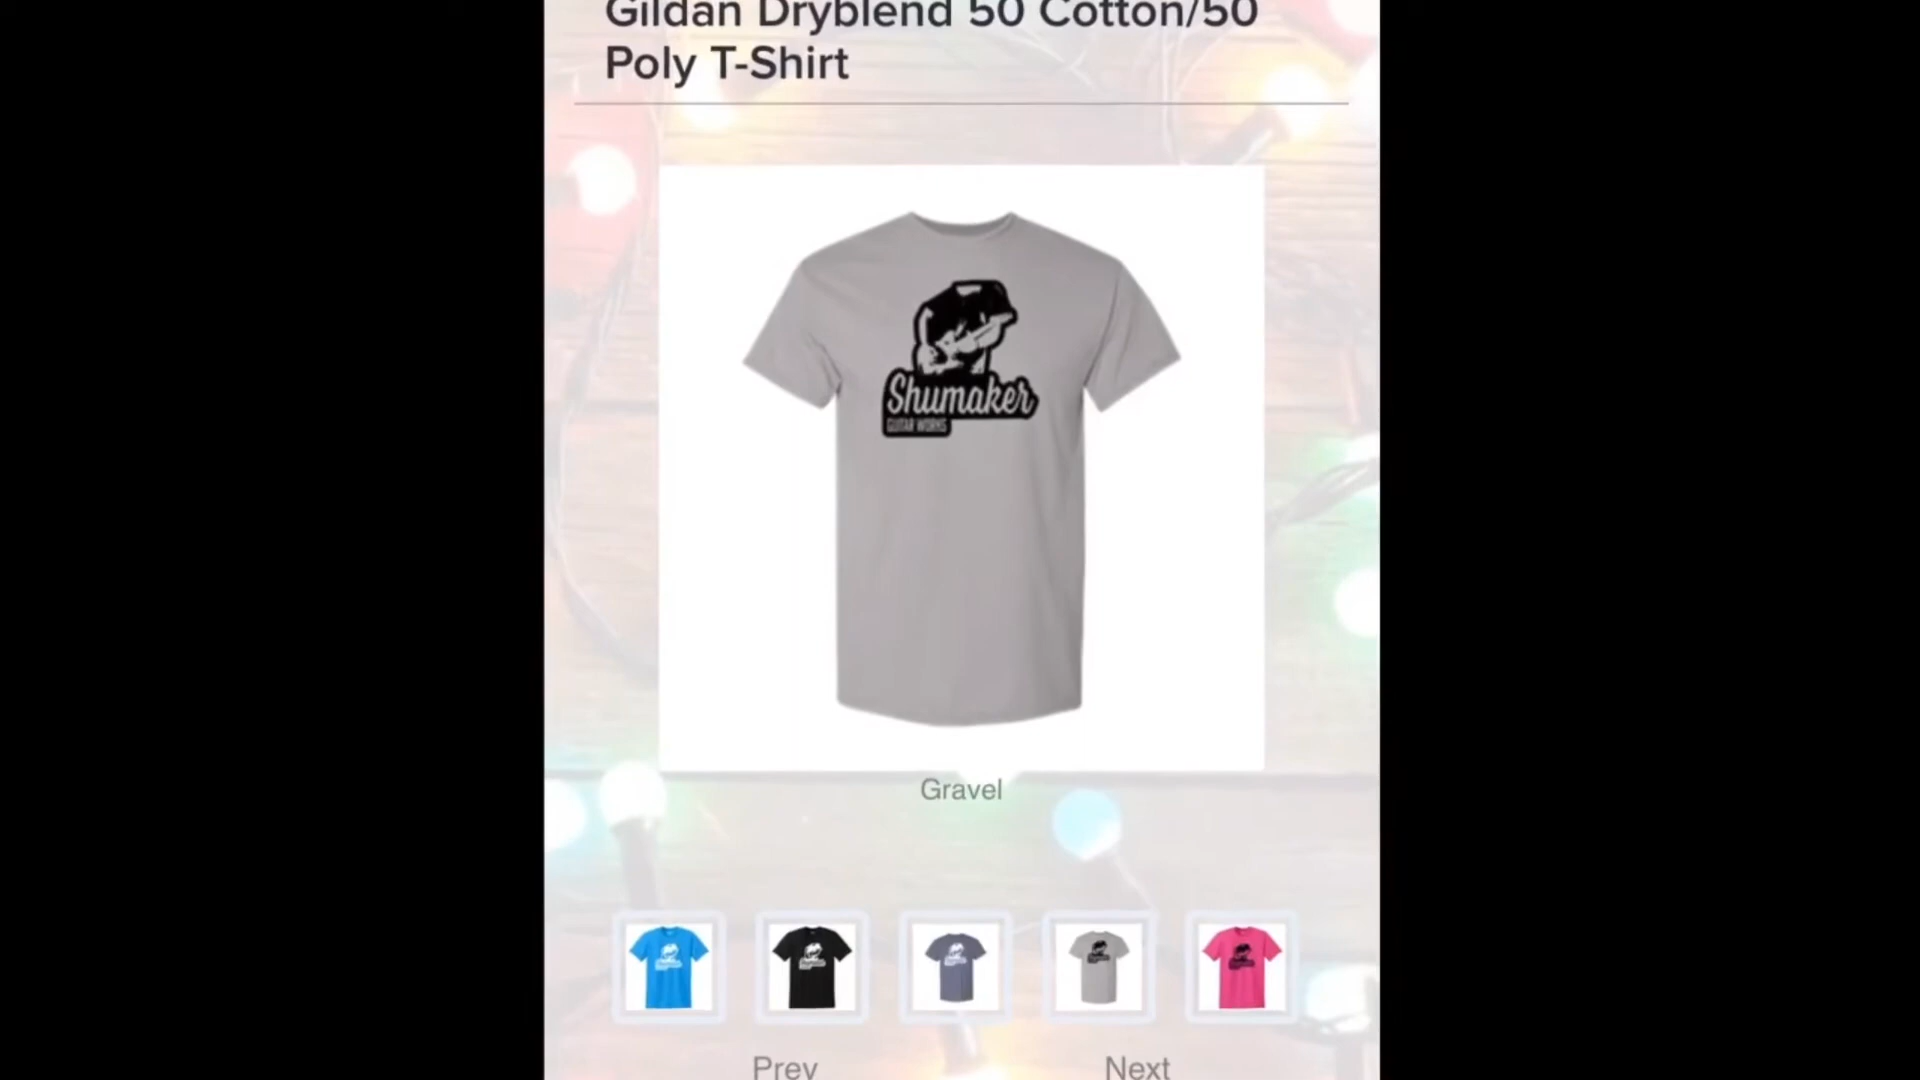 Gildan Dryblend 50 Cotton/50
Poly T-Shirt
Shumaker
GUITAR WORKS
Gravel
Prev
Next